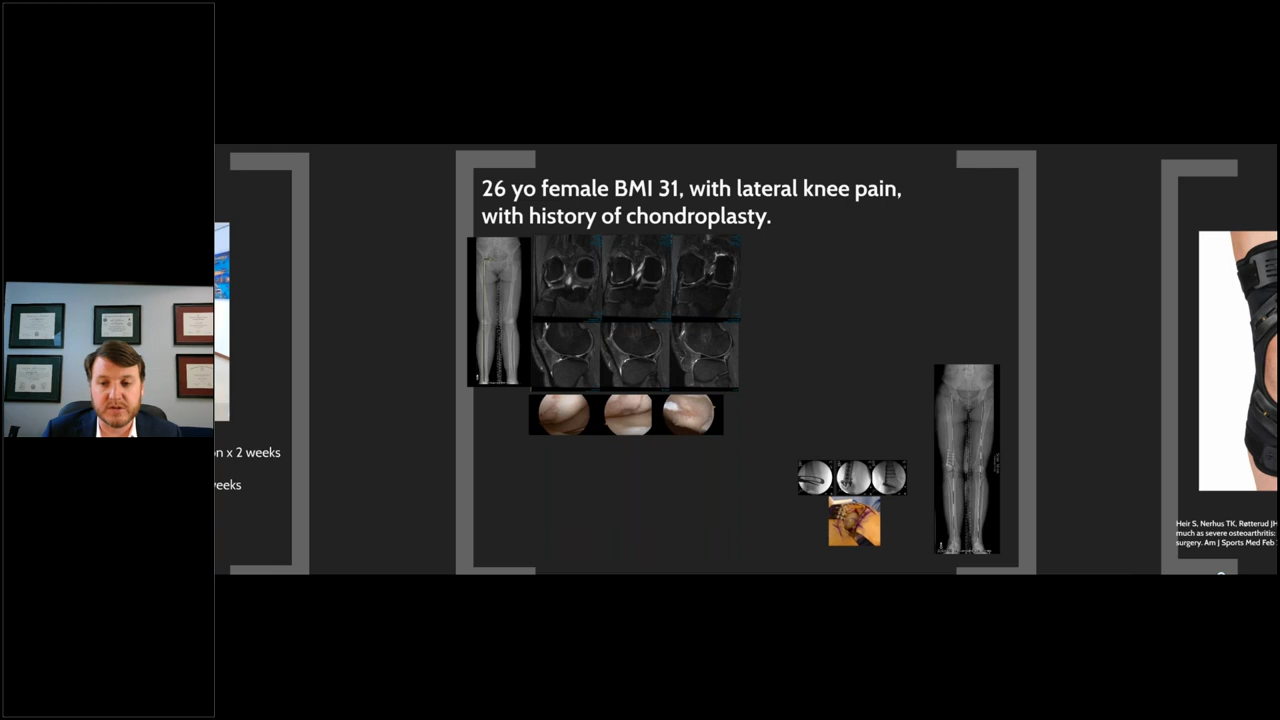 on x 2 weeks
weeks
26 yo female BMI 31, with lateral knee pain,
with history of chondroplasty.
Heir S, Nerhus TK, Røtterud JH
much as severe osteoarthritis:
surgery. Am J Sports Med Feb